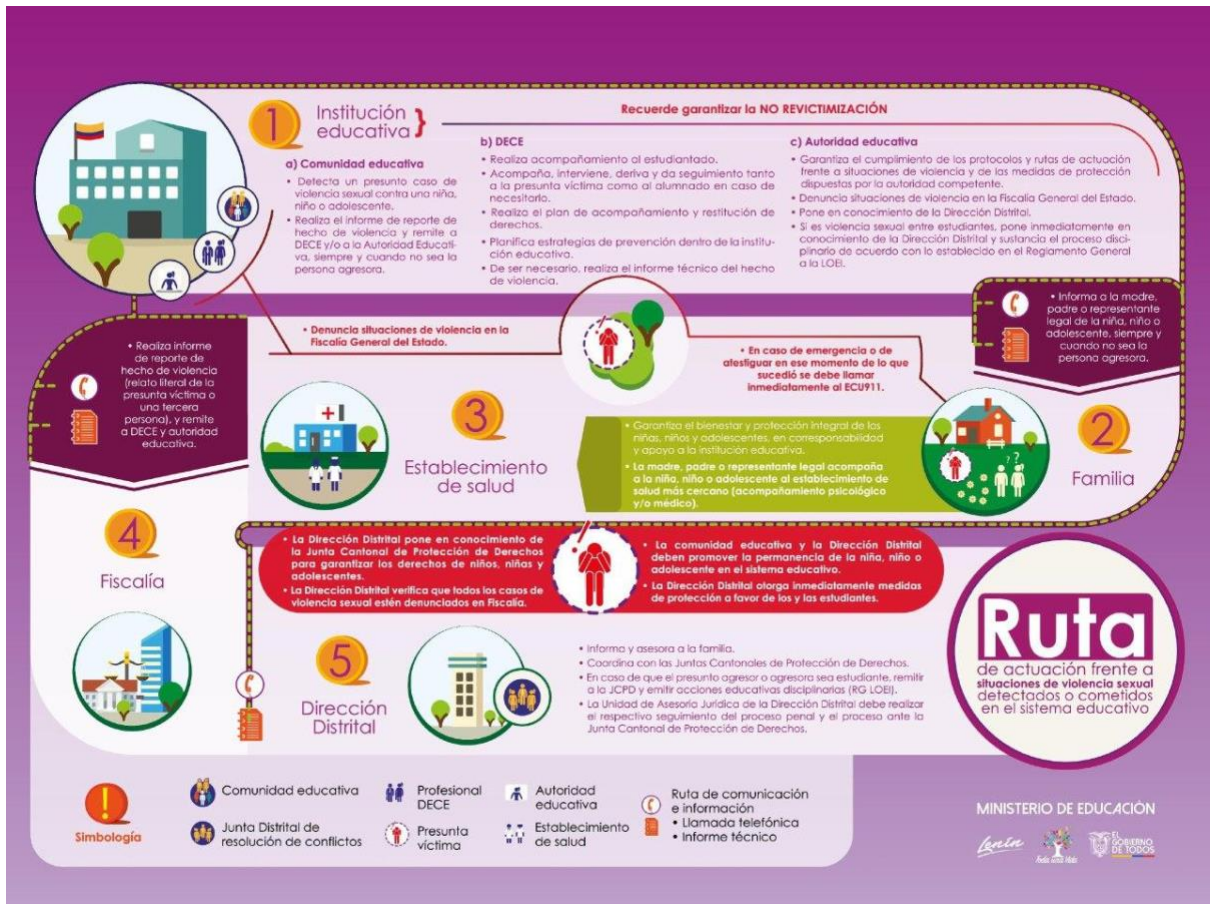 1
Institución
educativa }
Recuerde garantizar la NO REVICTIMIZACIÓN
a) Comunidad educativa
• Detecta un presunto caso de
violencia sexual contra una niña,
niño o adolescente.
• Realiza el informe de reporte de
hecho de violencia y remite a
DECE y/o a la Autoridad Educati-
va, siempre y cuando no sea la
persona agresora.
b) DECE
• Realiza acompañamiento al estudiantado.
• Acompaña, interviene, deriva y da seguimiento tanto
a la presunta víctima como al alumnado en caso de
necesitarlo.
• Realiza el plan de acompañamiento y restitución de
derechos.
• Planifica estrategias de prevención dentro de la institu-
ción educativa.
• De ser necesario, realiza el informe técnico del hecho
de violencia.
c) Autoridad educativa
• Garantiza el cumplimiento de los protocolos y rutas de actuación
frente a situaciones de violencia y de las medidas de protección
dispuestas por la autoridad competente.
• Denuncia situaciones de violencia en la Fiscalía General del Estado.
• Pone en conocimiento de la Dirección Distrital.
• Si es violencia sexual entre estudiantes, pone inmediatamente en
conocimiento de la Dirección Distrital y sustancia el proceso disci-
plinario de acuerdo con lo establecido en el Reglamento General
a la LOEI.
• Denuncia situaciones de violencia en la
Fiscalía General del Estado.
• En caso de emergencia o de
atestiguar en ese momento de lo que
sucedió se debe llamar
inmediatamente al ECU911.
• Informa a la madre,
padre o representante
legal de la niña, niño o
adolescente, siempre y
cuando no sea la
persona agresora.
• Realiza informe
de reporte de
hecho de violencia
(relato literal de la
presunta víctima o
una tercera
persona), y remite
a DECE y autoridad
educativa.
2
Familia
• Garantiza el bienestar y protección integral de las
niñas, niños y adolescentes, en corresponsabilidad
y apoyo a la institución educativa.
• La madre, padre o representante legal acompaña
a la niña, niño o adolescente al establecimiento de
salud más cercano (acompañamiento psicológico
y/o médico).
3
Establecimiento
de salud
4
Fiscalía
• La Dirección Distrital pone en conocimiento de
la Junta Cantonal de Protección de Derechos
para garantizar los derechos de niños, niñas y
adolescentes.
• La Dirección Distrital verifica que todos los casos de
violencia sexual estén denunciados en Fiscalía.
• La comunidad educativa y la Dirección Distrital
deben promover la permanencia de la niña, niño o
adolescente en el sistema educativo.
• La Dirección Distrital otorga inmediatamente medidas
de protección a favor de los y las estudiantes.
5
Dirección
Distrital
• Informa y asesora a la familia.
• Coordina con las Juntas Cantonales de Protección de Derechos.
• En caso de que el presunto agresor o agresora sea estudiante, remitir
a la JCPD y emitir acciones educativas disciplinarias (RG LOEI).
• La Unidad de Asesoría Jurídica de la Dirección Distrital debe realizar
el respectivo seguimiento del proceso penal y el proceso ante la
Junta Cantonal de Protección de Derechos.
Ruta
de actuación frente a
situaciones de violencia sexual
detectados o cometidos
en el sistema educativo
!
Simbología
Comunidad educativa
Junta Distrital de
resolución de conflictos
Profesional
DECE
Presunta
víctima
Autoridad
educativa
Establecimiento
de salud
Ruta de comunicación
e información
• Llamada telefónica
• Informe técnico
MINISTERIO DE EDUCACIÓN
Lenín
Toda una Vida
EL
GOBIERNO
DE TODOS
? ?